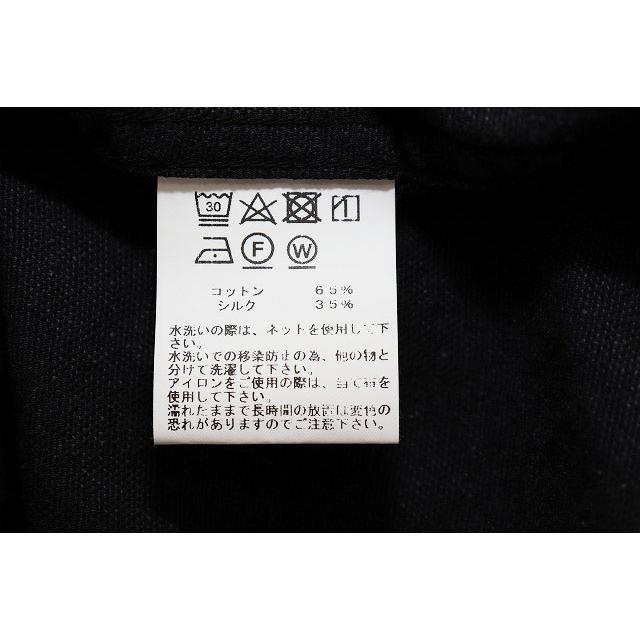 30
F W
コットン 65%
シルク 35%
水洗いの際は、ネットを使用して下
さい。
水洗いでの移染防止の為、他の物と
分けて洗濯して下さい。
アイロンをご使用の際は、当て布を
使用して下さい。
濡れたままで長時間の放置は変色の
恐れがありますのでご注意下さい。